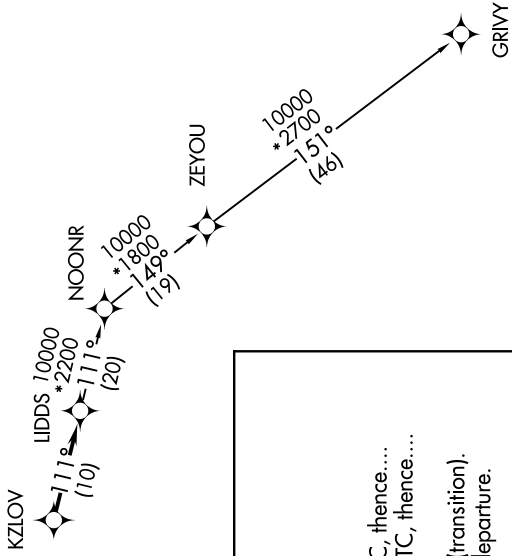 KZLOV
111°
(10)
LIDDS
10000
*2200
111°
(20)
NOONR
10000
*1800
149°
(19)
ZEYOU
10000
*2700
151°
(46)
GRIVY
C, thence....
TC, thence....
(transition).
departure.